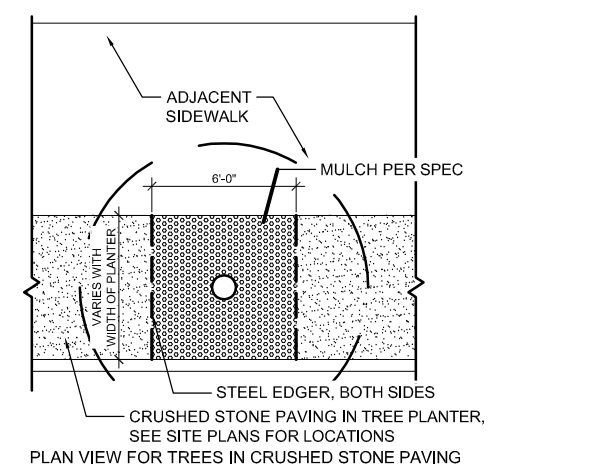 ADJACENT
SIDEWALK
MULCH PER SPEC
6'-0"
VARIES WITH
WIDTH OF PLANTER
STEEL EDGER, BOTH SIDES
CRUSHED STONE PAVING IN TREE PLANTER,
SEE SITE PLANS FOR LOCATIONS
PLAN VIEW FOR TREES IN CRUSHED STONE PAVING